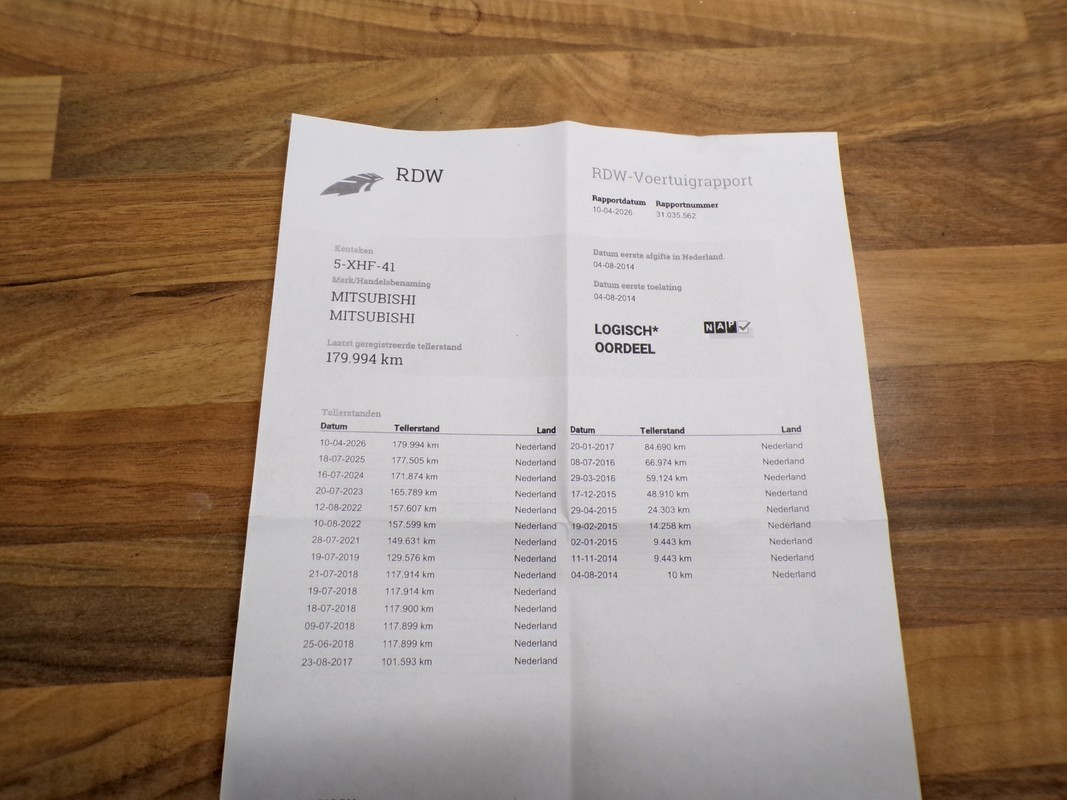 RDW
RDW-Voertuigrapport
Rapportdatum Rapportnummer
10-04-2026 31.035.562
Kenteken
5-XHF-41
Merk/Handelsbenaming
MITSUBISHI
MITSUBISHI
Laatst geregistreerde tellerstand
179.994 km
Datum eerste afgifte in Nederland
04-08-2014
Datum eerste toelating
04-08-2014
LOGISCH*
OORDEEL
NAP
Tellerstanden
Datum Tellerstand Land
10-04-2026 179.994 km Nederland
18-07-2025 177.505 km Nederland
16-07-2024 171.874 km Nederland
20-07-2023 165.789 km Nederland
12-08-2022 157.607 km Nederland
10-08-2022 157.599 km Nederland
28-07-2021 149.631 km Nederland
19-07-2019 129.576 km Nederland
21-07-2018 117.914 km Nederland
19-07-2018 117.914 km Nederland
18-07-2018 117.900 km Nederland
09-07-2018 117.899 km Nederland
25-06-2018 117.899 km Nederland
23-08-2017 101.593 km Nederland
Datum Tellerstand Land
20-01-2017 84.690 km Nederland
08-07-2016 66.974 km Nederland
29-03-2016 59.124 km Nederland
17-12-2015 48.910 km Nederland
29-04-2015 24.303 km Nederland
19-02-2015 14.258 km Nederland
02-01-2015 9.443 km Nederland
11-11-2014 9.443 km Nederland
04-08-2014 10 km Nederland